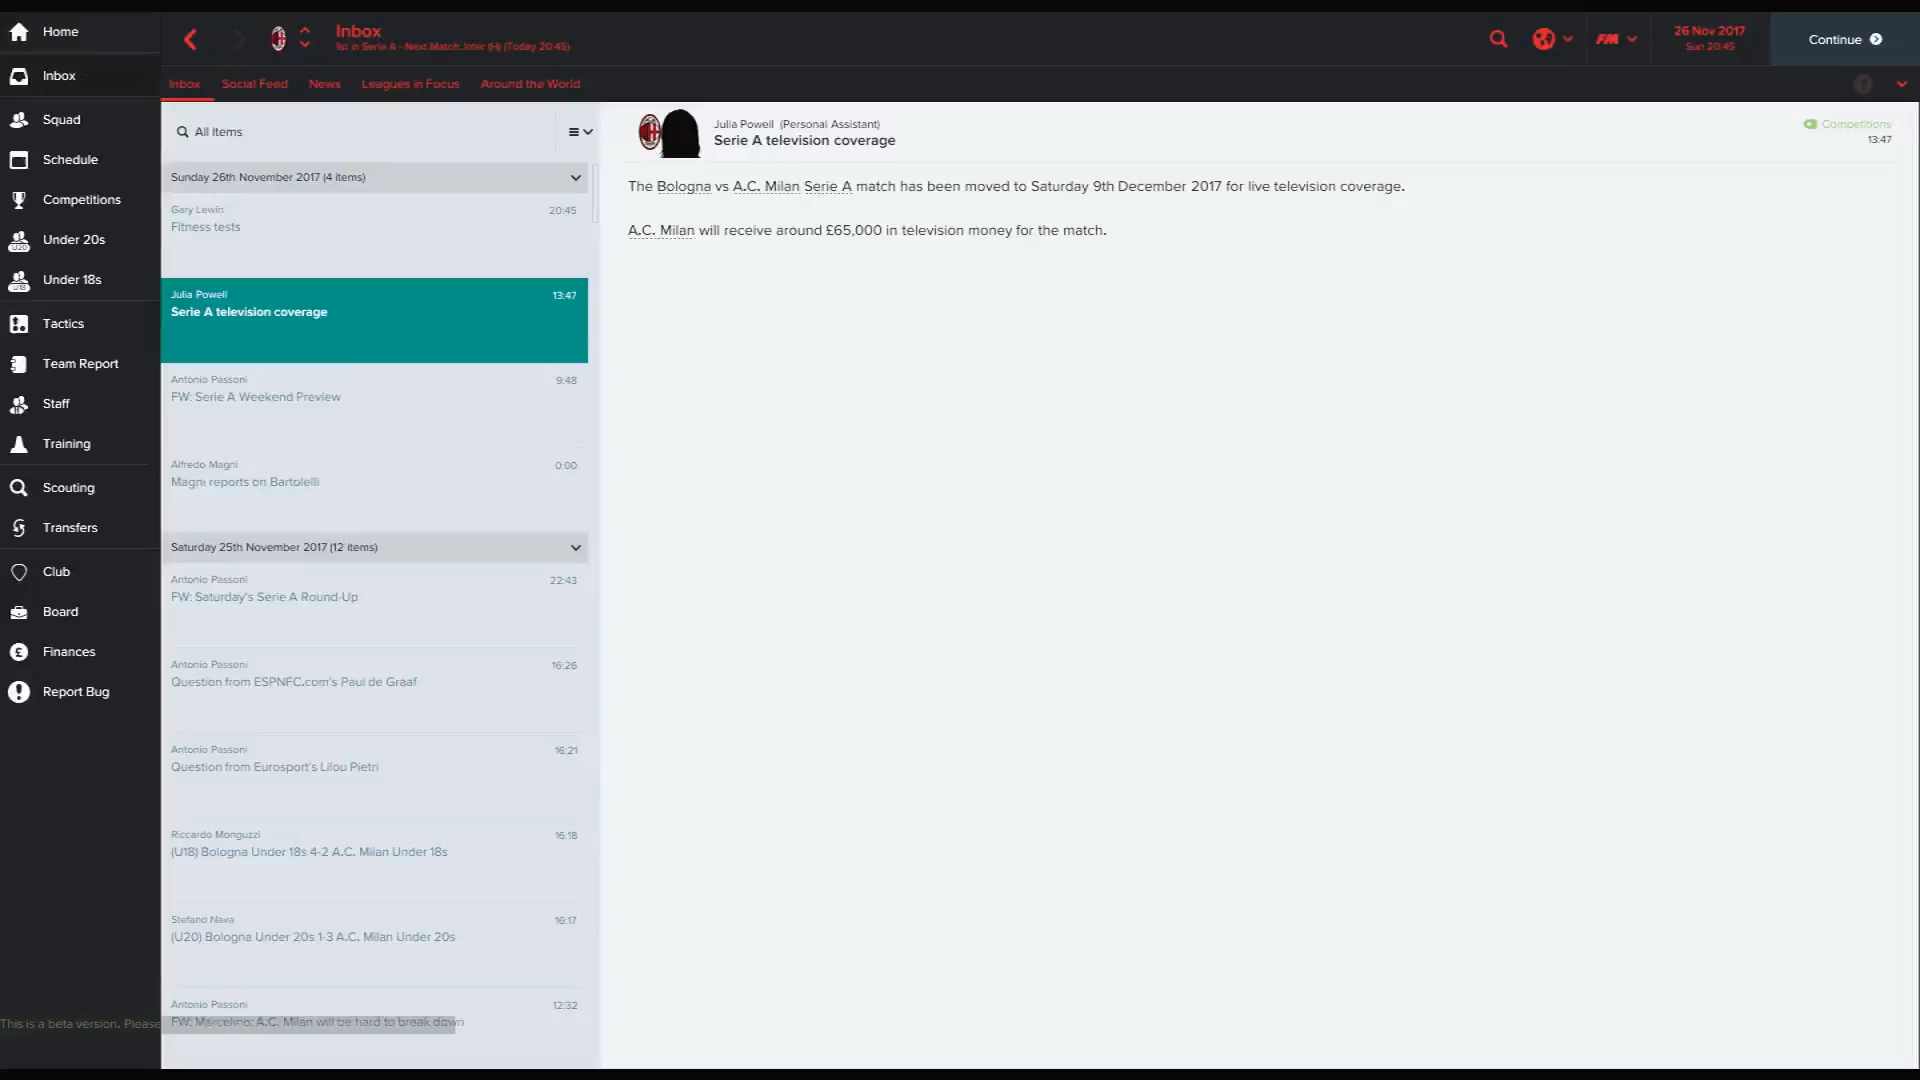 Home
Inbox
Squad
Schedule
Competitions
U20
Under 20s
U18
Under 18s
Tactics
Team Report
Staff
Training
Scouting
Transfers
Club
Board
Finances
Report Bug
This is a beta version. Please
Inbox
1st in Serie A - Next Match: Inter (H) (Today 20:45)
FM
26 Nov 2017
Sun 20:45
Continue
Inbox
Social Feed
News
Leagues in Focus
Around the World
All Items
Sunday 26th November 2017 (4 items)
Gary Lewin 20:45
Fitness tests
Julia Powell 13:47
Serie A television coverage
Antonio Passoni 9:48
FW: Serie A Weekend Preview
Alfredo Magni 0:00
Magni reports on Bartolelli
Saturday 25th November 2017 (12 items)
Antonio Passoni 22:43
FW: Saturday's Serie A Round-Up
Antonio Passoni 16:26
Question from ESPNFC.com's Paul de Graaf
Antonio Passoni 16:21
Question from Eurosport's Lilou Pietri
Riccardo Monguzzi 16:18
(U18) Bologna Under 18s 4-2 A.C. Milan Under 18s
Stefano Nava 16:17
(U20) Bologna Under 20s 1-3 A.C. Milan Under 20s
Antonio Passoni 12:32
FW: Marcelino: A.C. Milan will be hard to break down
Julia Powell (Personal Assistant)
Serie A television coverage
Competitions
13:47
The Bologna vs A.C. Milan Serie A match has been moved to Saturday 9th December 2017 for live television coverage.
A.C. Milan will receive around £65,000 in television money for the match.